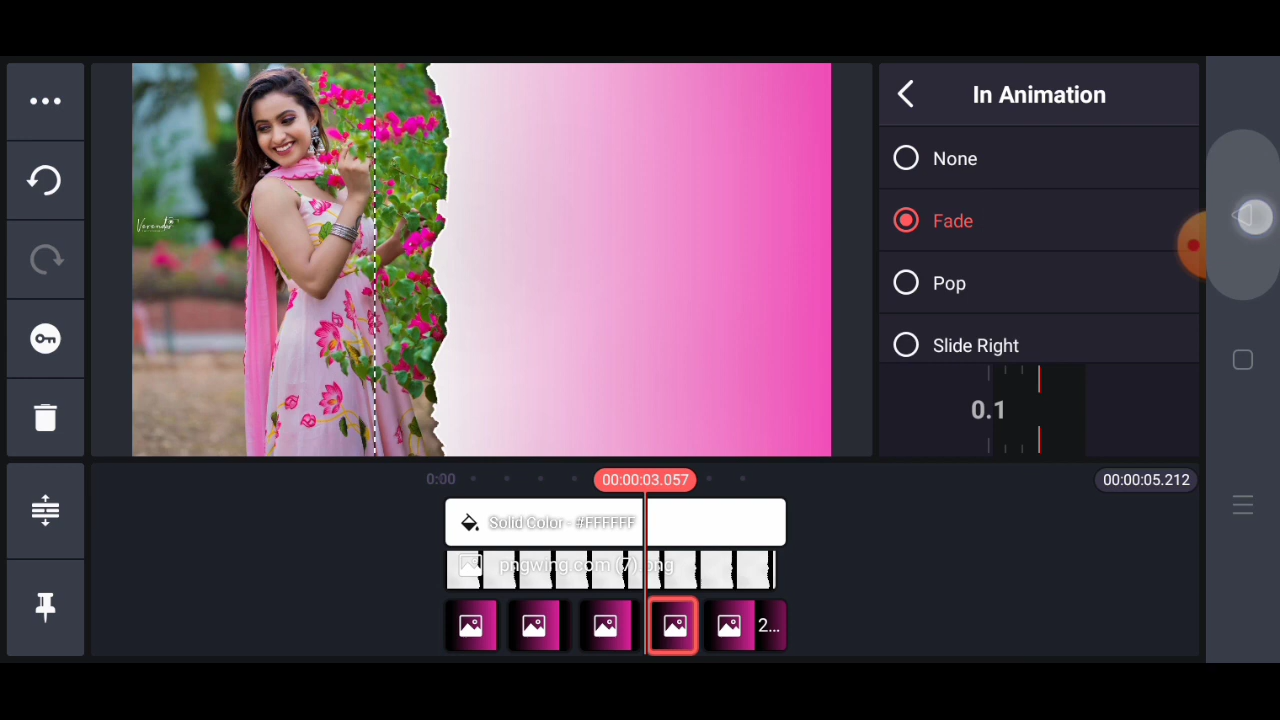 In Animation
None
Fade
Pop
Slide Right
0.1
0:00
00:00:03.057
00:00:05.212
Solid Color - #FFFFFF
pngwing.com (7).png
2...